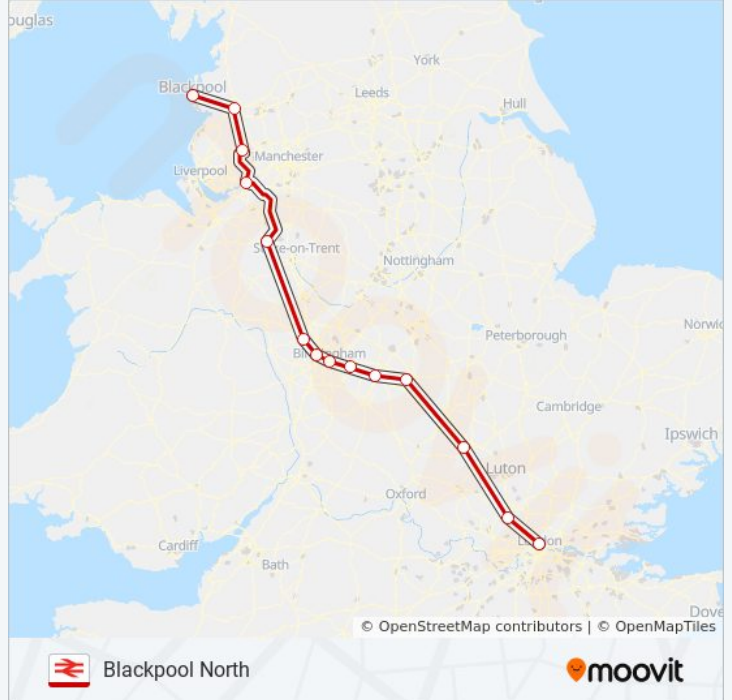 ouglas
York
Blackpool
Leeds
Hull
Manchester
Liverpool
Stoke-on-Trent
Nottingham
Norwic
Peterborough
Birmingham
Cambridge
Ipswich
Luton
Oxford
London
Cardiff
Bath
Dove
© OpenStreetMap contributors | © OpenMapTiles
Blackpool North
moovit